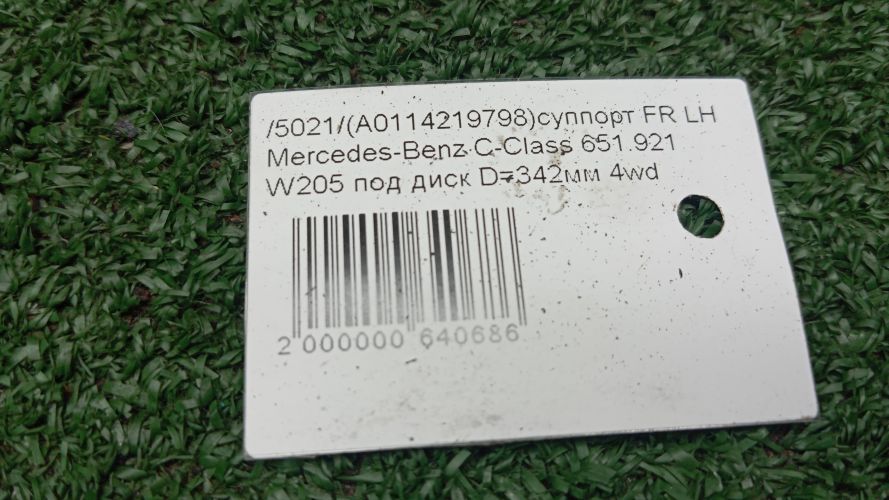 /5021/(A0114219798)суппорт FR LH
Mercedes-Benz C-Class 651.921
W205 под диск D=342мм 4wd
2 000000 640686